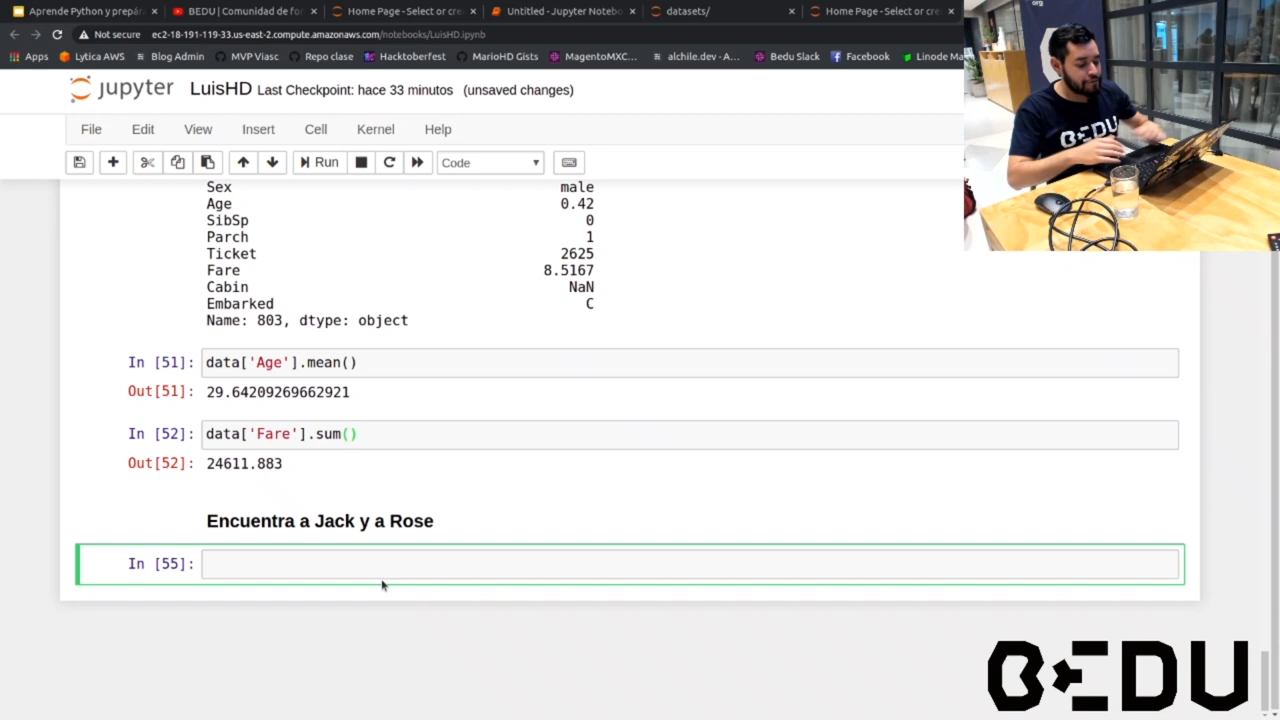 Aprende Python y prepár
BEDU | Comunidad de for
Home Page - Select or cre
Untitled - Jupyter Notebo
datasets/
Home Page - Select or cre
Not secure
ec2-18-191-119-33.us-east-2.compute.amazonaws.com/notebooks/LuisHD.ipynb
Apps
Lytica AWS
Blog Admin
MVP Viasc
Repo clase
Hacktoberfest
MarioHD Gists
MagentoMXC...
alchile.dev - A...
Bedu Slack
Facebook
Linode Ma
org
BEDU
jupyter
LuisHD Last Checkpoint: hace 33 minutos (unsaved changes)
File Edit View Insert Cell Kernel Help
Run
Code
Sex male
Age 0.42
SibSp 0
Parch 1
Ticket 2625
Fare 8.5167
Cabin NaN
Embarked C
Name: 803, dtype: object
In [51]: data['Age'].mean()
Out[51]: 29.64209269662921
In [52]: data['Fare'].sum()
Out[52]: 24611.883
Encuentra a Jack y a Rose
In [55]:
BEDU